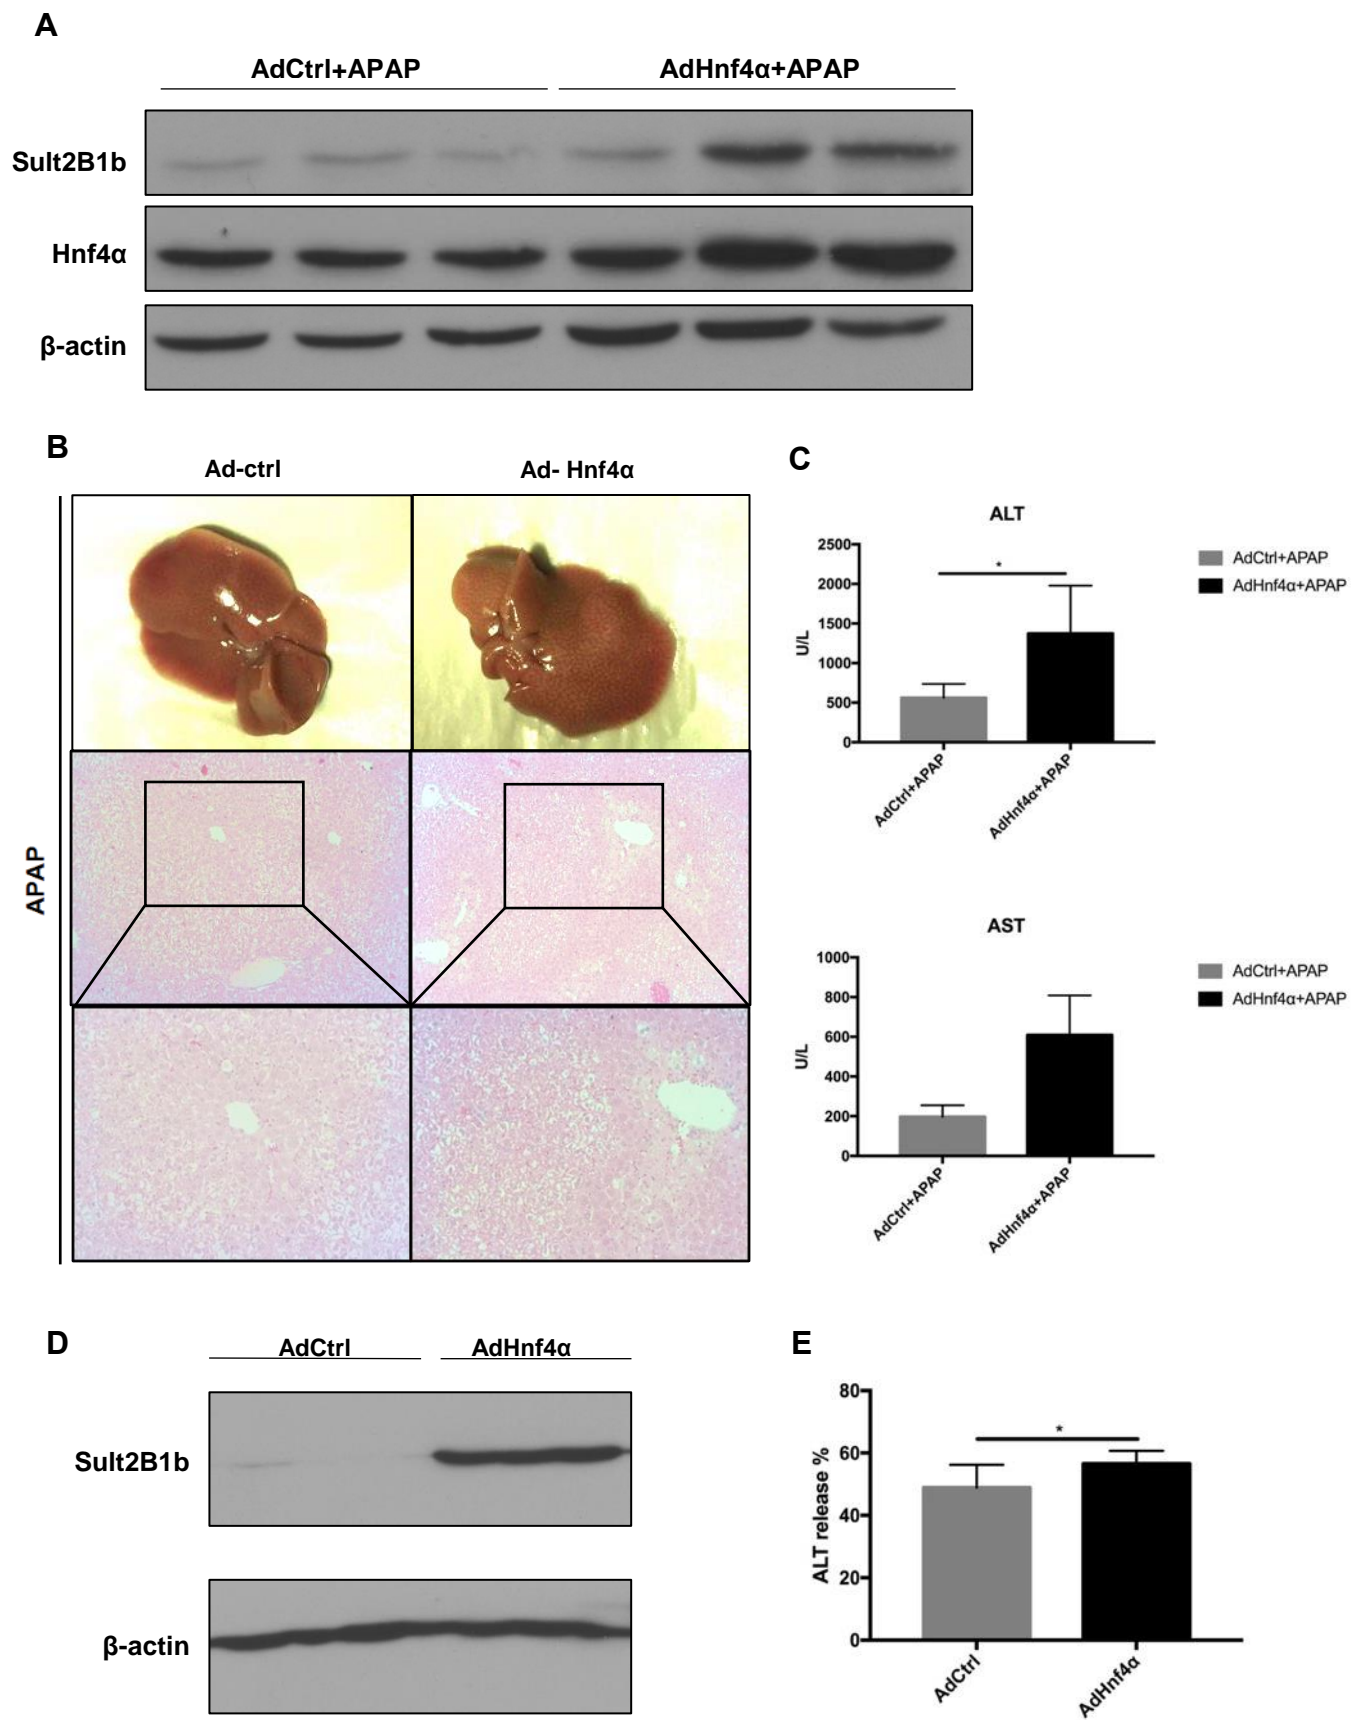 A
AdCtrl+APAP
AdHnf4α+APAP
Sult2B1b
Hnf4α
β-actin
B
Ad-ctrl
Ad- Hnf4α
APAP
C
ALT
2500
2000
1500
1000
500
0
U/L
*
AdCtrl+APAP
AdHnf4α+APAP
AdCtrl+APAP
AdHnf4α+APAP
AST
1000
800
600
400
200
0
U/L
AdCtrl+APAP
AdHnf4α+APAP
AdCtrl+APAP
AdHnf4α+APAP
D
AdCtrl
AdHnf4α
Sult2B1b
β-actin
E
80
60
40
20
0
ALT release %
*
AdCtrl
AdHnf4α